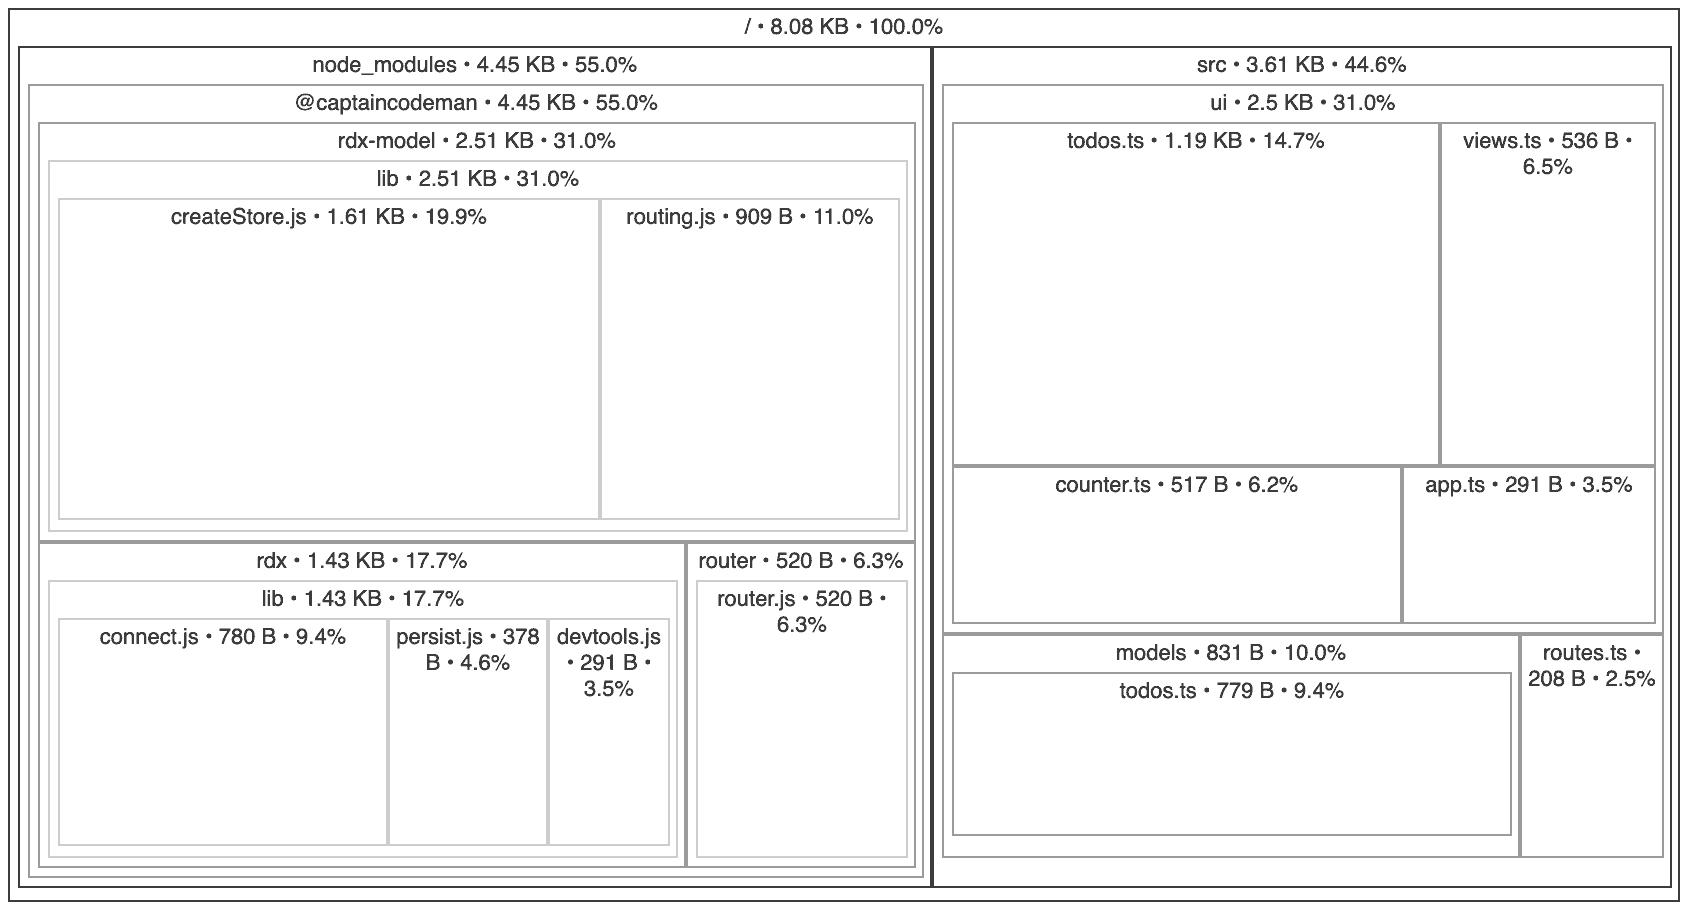 / • 8.08 KB • 100.0%
node_modules • 4.45 KB • 55.0%
@captaincodeman • 4.45 KB • 55.0%
rdx-model • 2.51 KB • 31.0%
lib • 2.51 KB • 31.0%
createStore.js • 1.61 KB • 19.9%
routing.js • 909 B • 11.0%
rdx • 1.43 KB • 17.7%
lib • 1.43 KB • 17.7%
connect.js • 780 B • 9.4%
persist.js • 378
B • 4.6%
devtools.js
• 291 B •
3.5%
router • 520 B • 6.3%
router.js • 520 B •
6.3%
src • 3.61 KB • 44.6%
ui • 2.5 KB • 31.0%
todos.ts • 1.19 KB • 14.7%
views.ts • 536 B •
6.5%
counter.ts • 517 B • 6.2%
app.ts • 291 B • 3.5%
models • 831 B • 10.0%
todos.ts • 779 B • 9.4%
routes.ts •
208 B • 2.5%